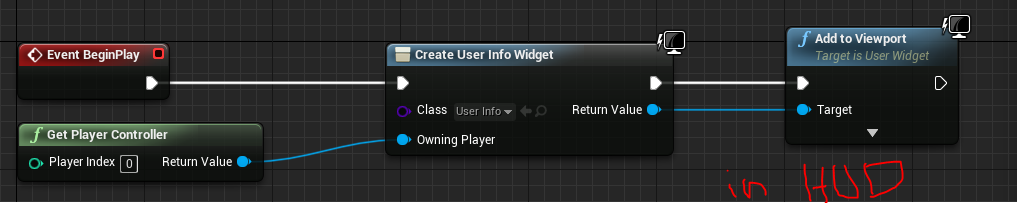 Event BeginPlay
Create User Info Widget
Class User Info Return Value
Owning Player
Add to Viewport
Target is User Widget
Target
Get Player Controller
Player Index 0 Return Value
in HUD